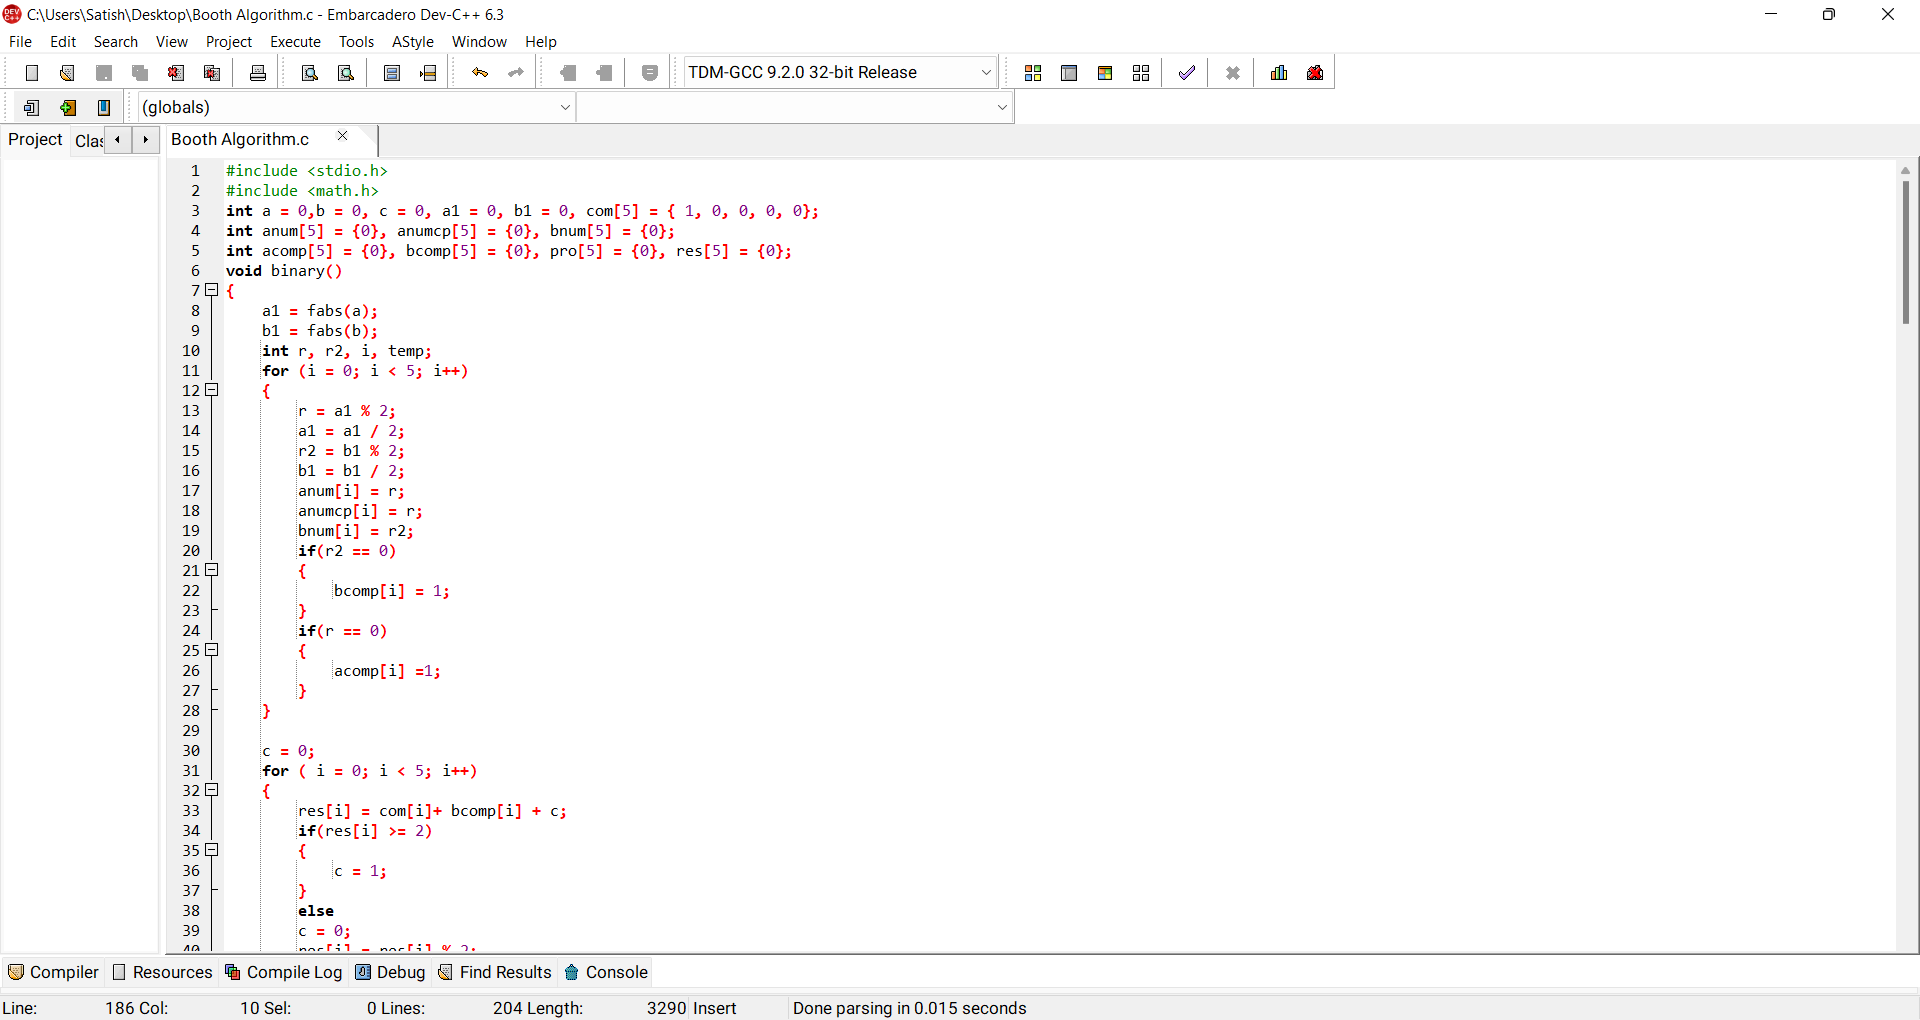 C:\Users\Satish\Desktop\Booth Algorithm.c - Embarcadero Dev-C++ 6.3
File Edit Search View Project Execute Tools AStyle Window Help
TDM-GCC 9.2.0 32-bit Release
(globals)
Project Clas Booth Algorithm.c
1 #include <stdio.h>
2 #include <math.h>
3 int a = 0,b = 0, c = 0, a1 = 0, b1 = 0, com[5] = { 1, 0, 0, 0, 0};
4 int anum[5] = {0}, anumcp[5] = {0}, bnum[5] = {0};
5 int acomp[5] = {0}, bcomp[5] = {0}, pro[5] = {0}, res[5] = {0};
6 void binary()
7 {
8 a1 = fabs(a);
9 b1 = fabs(b);
10 int r, r2, i, temp;
11 for (i = 0; i < 5; i++)
12 {
13 r = a1 % 2;
14 a1 = a1 / 2;
15 r2 = b1 % 2;
16 b1 = b1 / 2;
17 anum[i] = r;
18 anumcp[i] = r;
19 bnum[i] = r2;
20 if(r2 == 0)
21 {
22 bcomp[i] = 1;
23 }
24 if(r == 0)
25 {
26 acomp[i] =1;
27 }
28 }
29
30 c = 0;
31 for ( i = 0; i < 5; i++)
32 {
33 res[i] = com[i]+ bcomp[i] + c;
34 if(res[i] >= 2)
35 {
36 c = 1;
37 }
38 else
39 c = 0;
40 res[i] = res[i] % 2;
Compiler Resources Compile Log Debug Find Results Console
Line: 186 Col: 10 Sel: 0 Lines: 204 Length: 3290 Insert Done parsing in 0.015 seconds